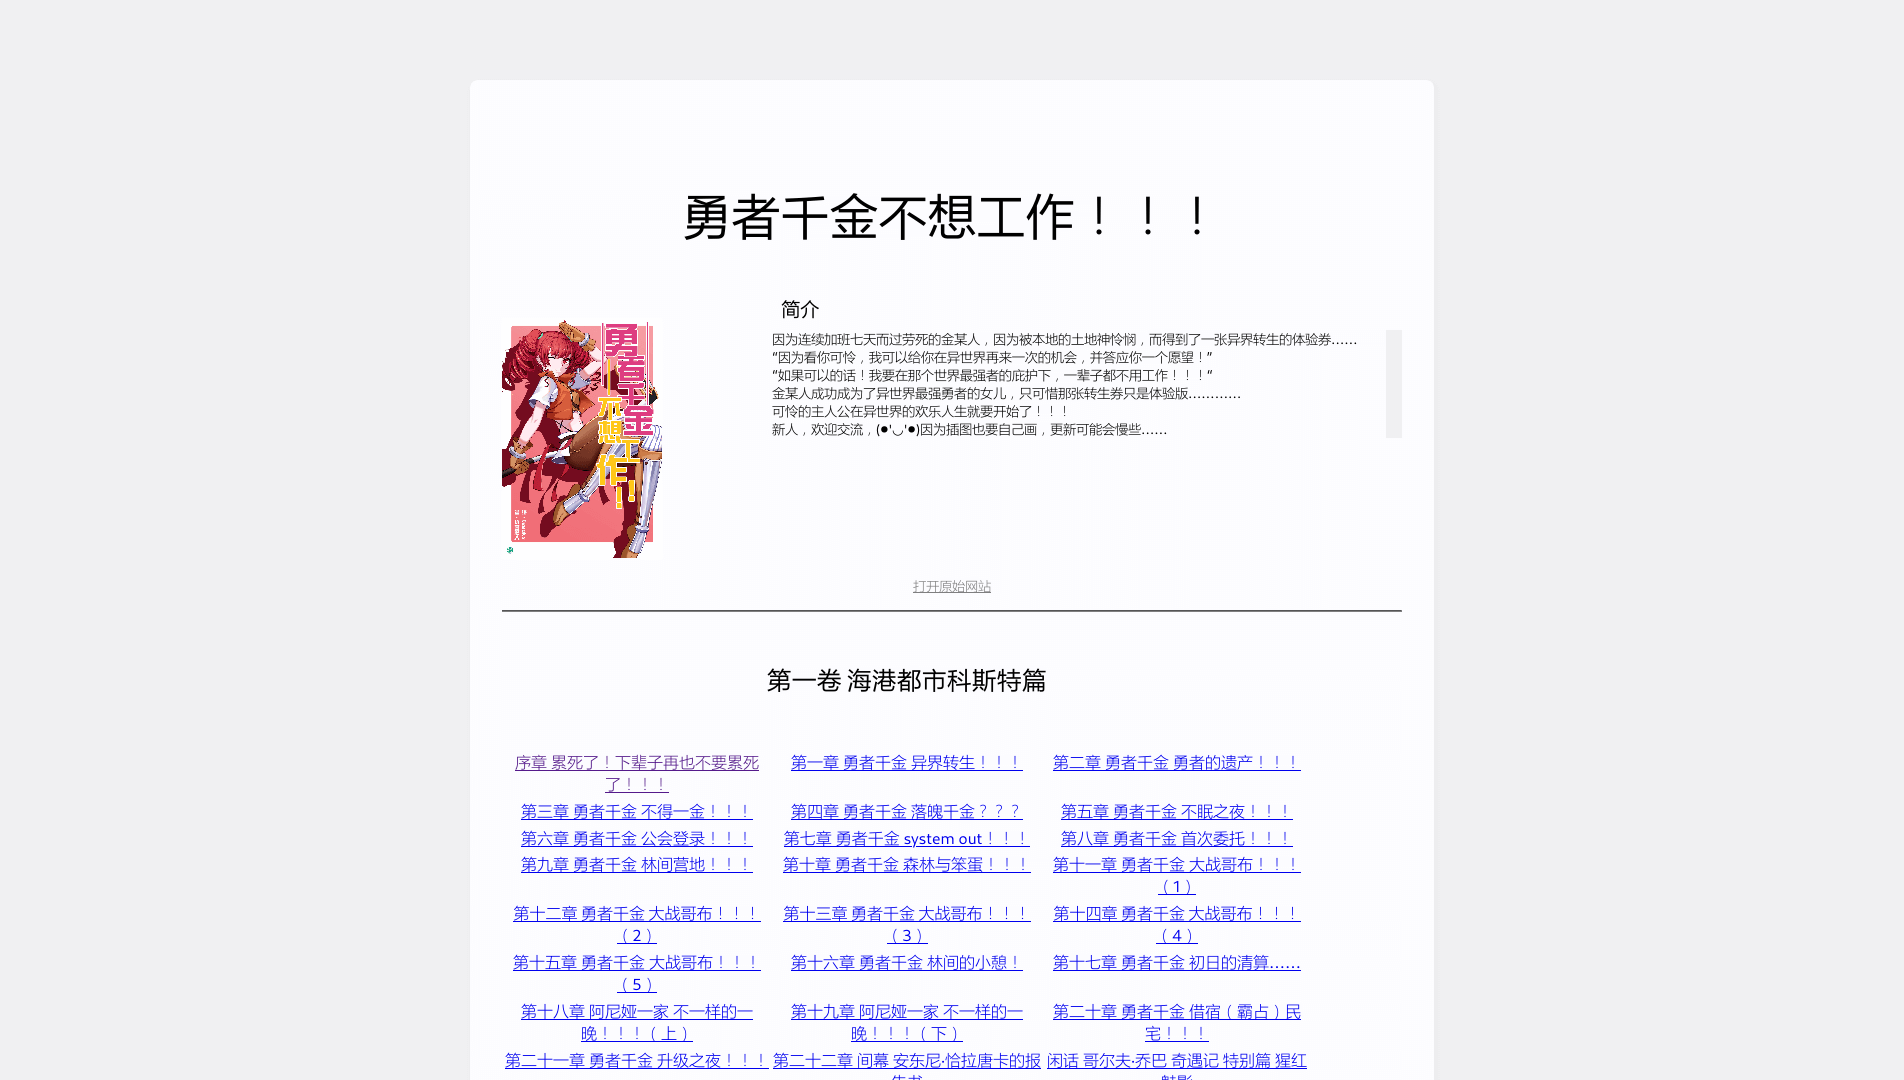 勇者千金不想工作！！！
简介
因为连续加班七天而过劳死的金某人，因为被本地的土地神怜悯，而得到了一张异界转生的体验券……
“因为看你可怜，我可以给你在异世界再来一次的机会，并答应你一个愿望！”
“如果可以的话！我要在那个世界最强者的庇护下，一辈子都不用工作！！！”
金某人成功成为了异世界最强勇者的女儿，只可惜那张转生券只是体验版…………
可怜的主人公在异世界的欢乐人生就要开始了！！！
新人，欢迎交流，(●'◡'●)因为插图也要自己画，更新可能会慢些……
勇者千金
不想工作!!
打开原始网站
第一卷 海港都市科斯特篇
序章 累死了！下辈子再也不要累死
了！！！
第一章 勇者千金 异界转生！！！
第二章 勇者千金 勇者的遗产！！！
第三章 勇者千金 不得一金！！！
第四章 勇者千金 落魄千金？？？
第五章 勇者千金 不眠之夜！！！
第六章 勇者千金 公会登录！！！
第七章 勇者千金 system out！！！
第八章 勇者千金 首次委托！！！
第九章 勇者千金 林间营地！！！
第十章 勇者千金 森林与笨蛋！！！
第十一章 勇者千金 大战哥布！！！
（1）
第十二章 勇者千金 大战哥布！！！
（2）
第十三章 勇者千金 大战哥布！！！
（3）
第十四章 勇者千金 大战哥布！！！
（4）
第十五章 勇者千金 大战哥布！！！
（5）
第十六章 勇者千金 林间的小憩！
第十七章 勇者千金 初日的清算……
第十八章 阿尼娅一家 不一样的一
晚！！！（上）
第十九章 阿尼娅一家 不一样的一
晚！！！（下）
第二十章 勇者千金 借宿（霸占）民
宅！！！
第二十一章 勇者千金 升级之夜！！！
第二十二章 间幕 安东尼·恰拉唐卡的报
闲话 哥尔夫·乔巴 奇遇记 特别篇 猩红